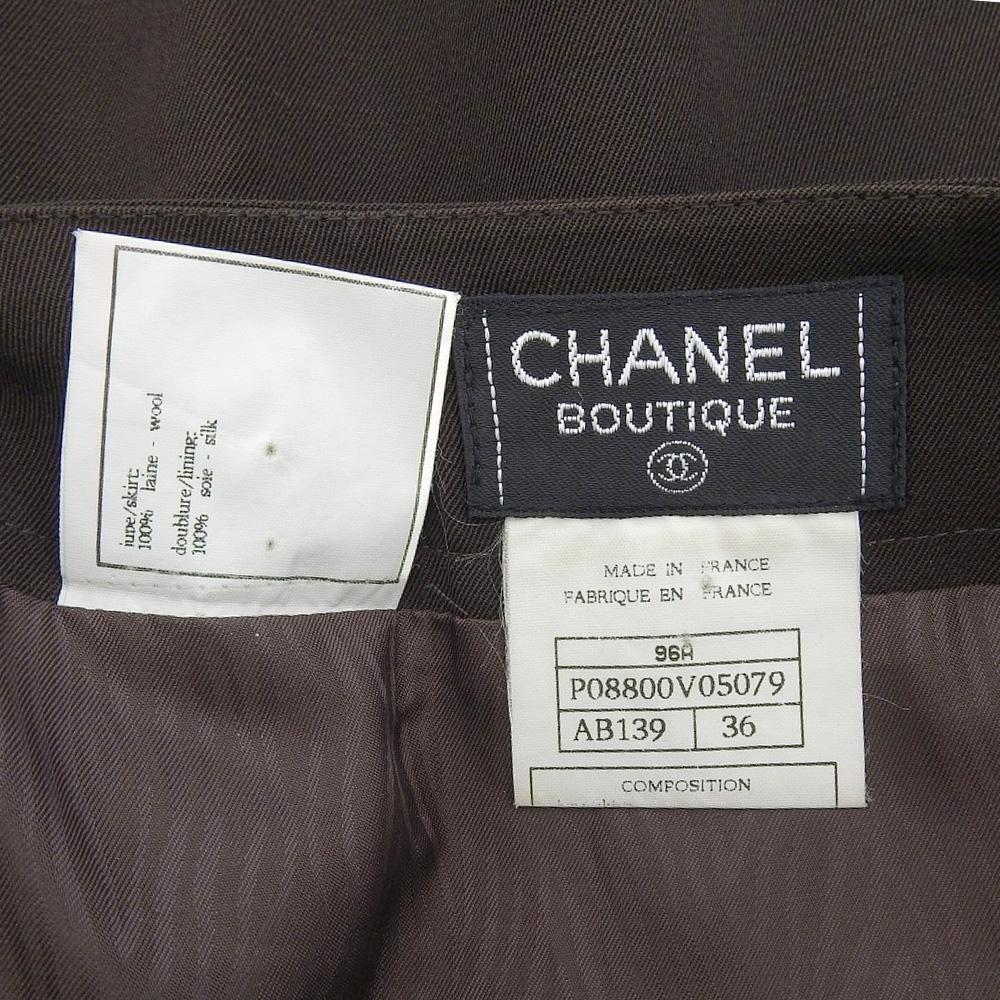 jupe/skirt:
100% laine - wool
doublure/lining:
100% soie - silk
CHANEL
BOUTIQUE
MADE IN FRANCE
FABRIQUE EN FRANCE
96A
P08800V05079
AB139 36
COMPOSITION